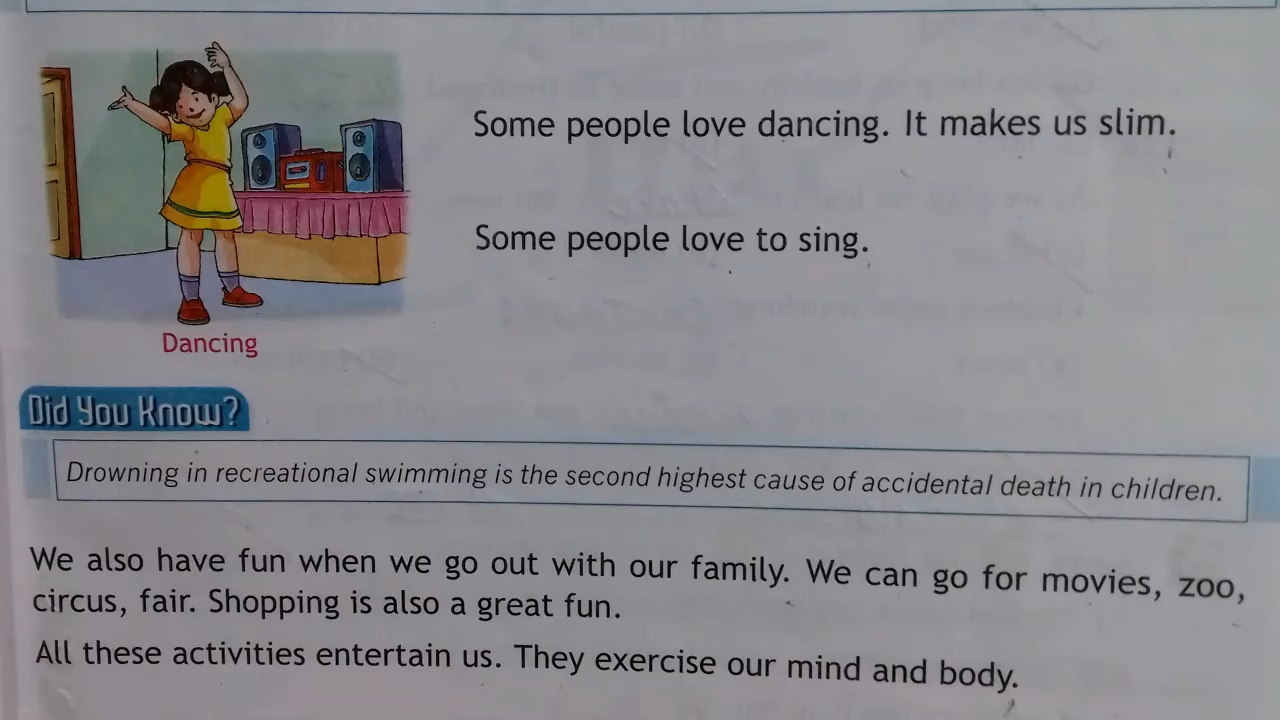 Some people love dancing. It makes us slim.
Some people love to sing.
Dancing
Did You Know?
Drowning in recreational swimming is the second highest cause of accidental death in children.
We also have fun when we go out with our family. We can go for movies, zoo,
circus, fair. Shopping is also a great fun.
All these activities entertain us. They exercise our mind and body.